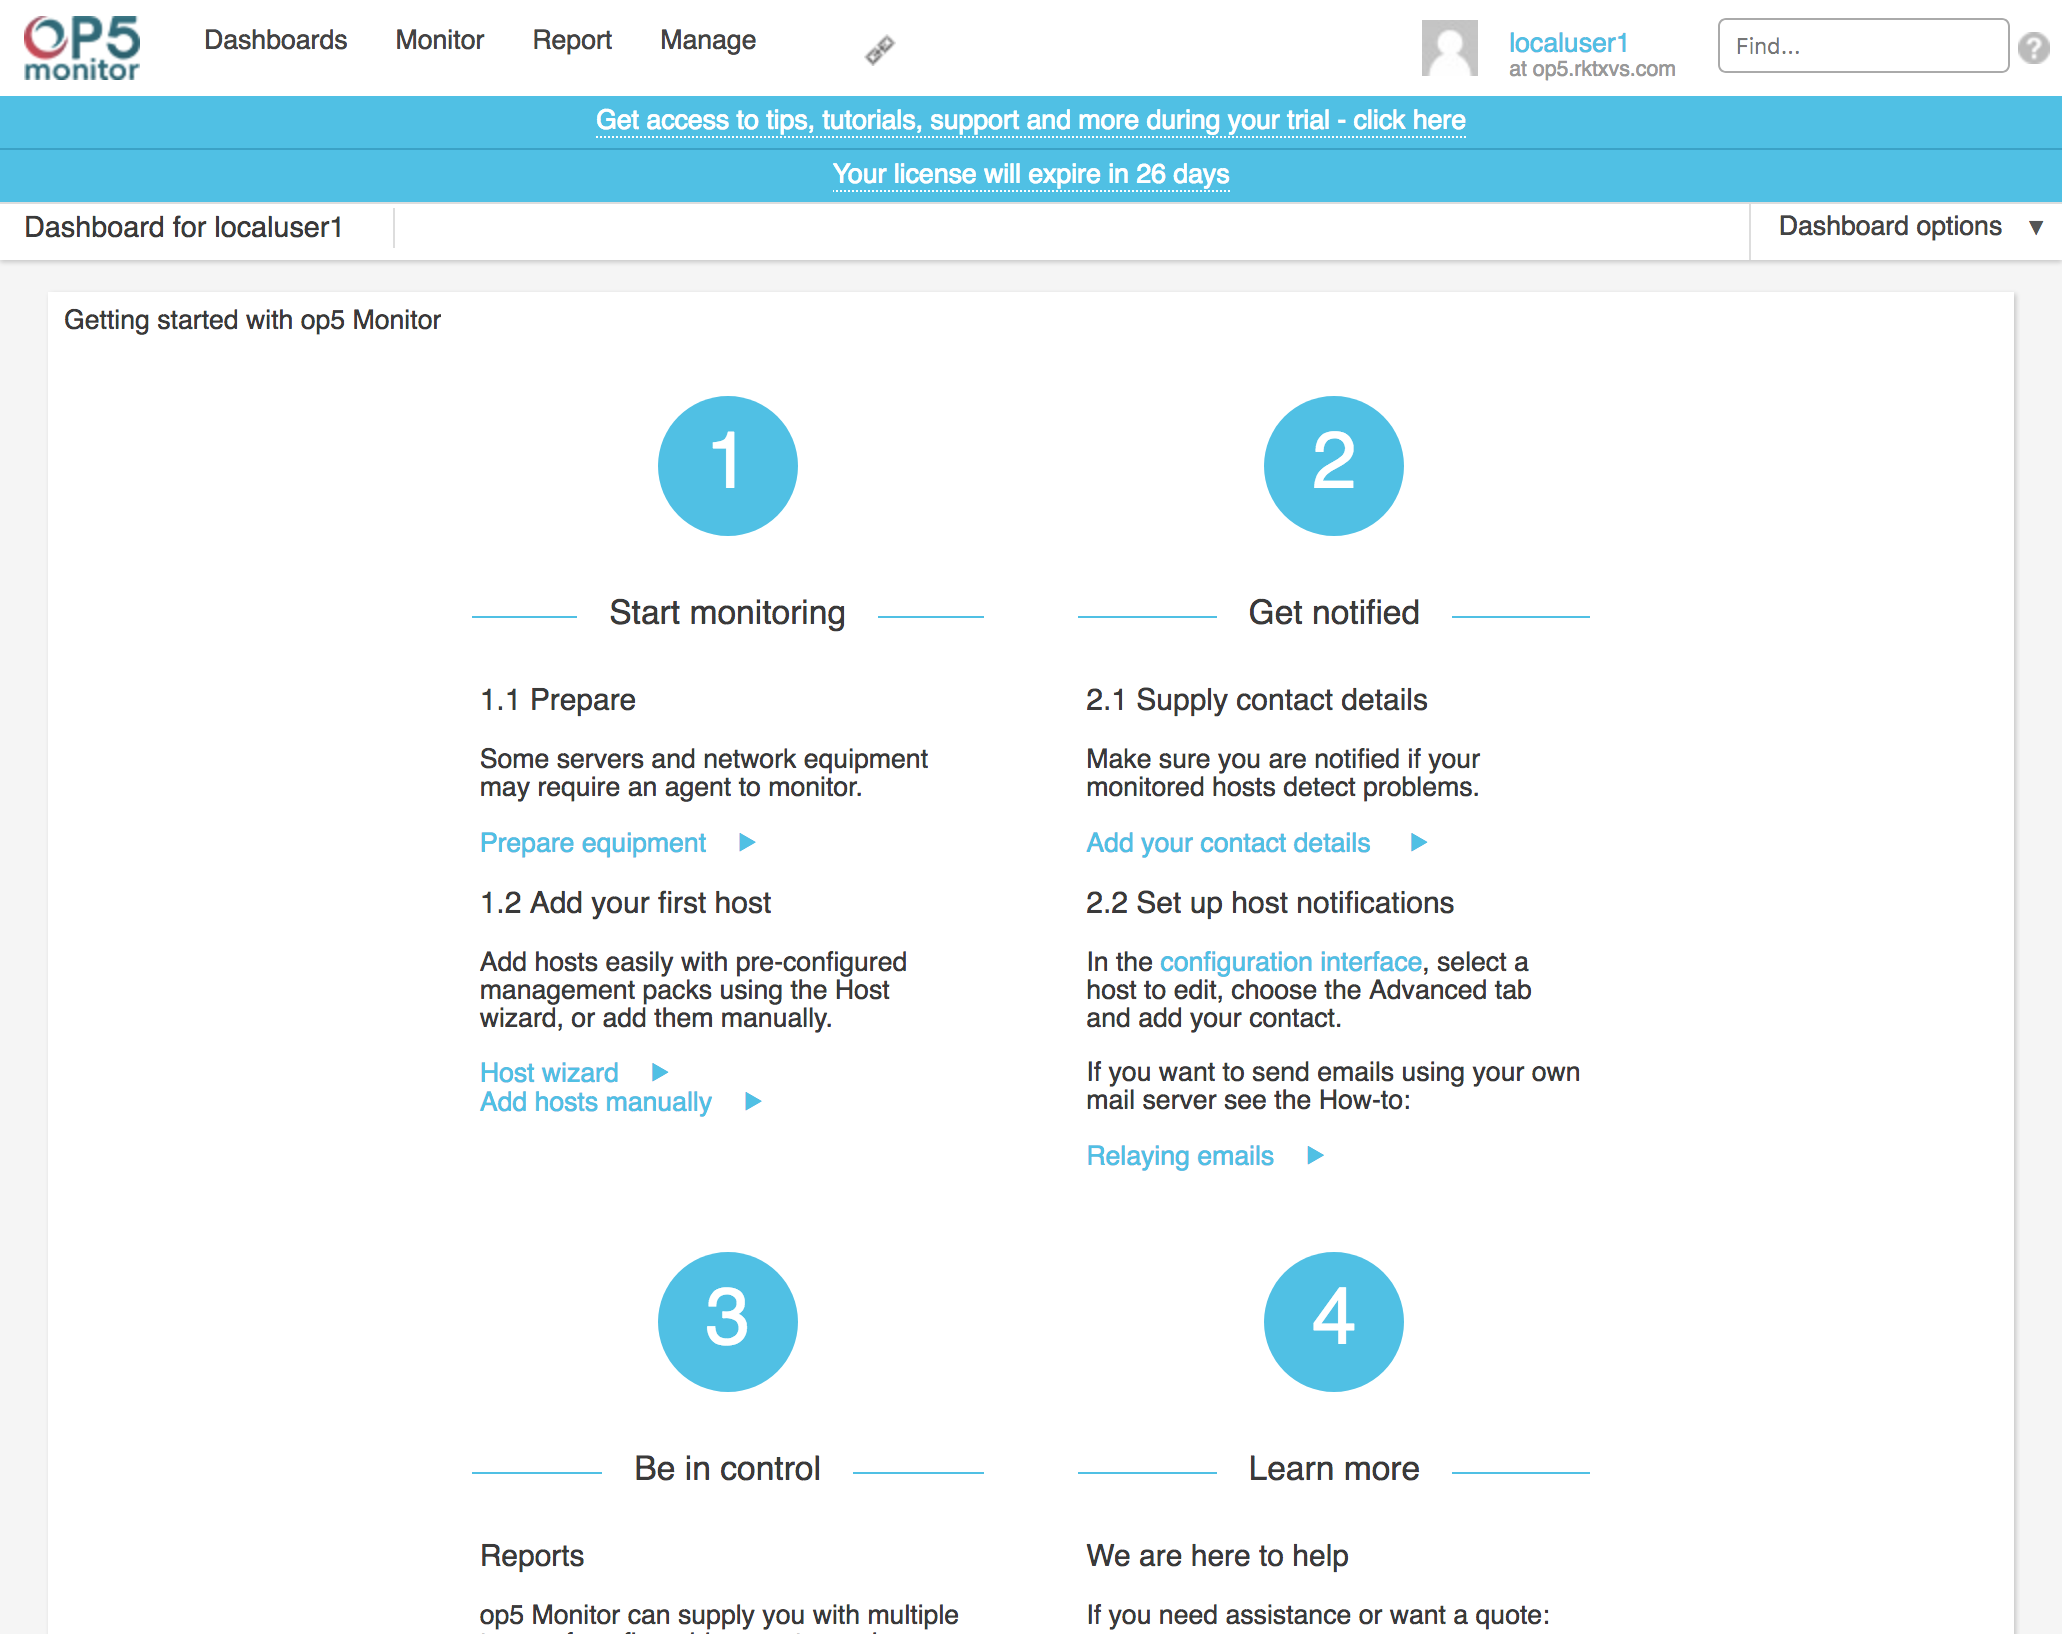 OP5
monitor
Dashboards
Monitor
Report
Manage
localuser1
at op5.rktxvs.com
Find...
?
Get access to tips, tutorials, support and more during your trial - click here
Your license will expire in 26 days
Dashboard for localuser1
Dashboard options ▼
Getting started with op5 Monitor
1
Start monitoring
1.1 Prepare
Some servers and network equipment
may require an agent to monitor.
Prepare equipment
1.2 Add your first host
Add hosts easily with pre-configured
management packs using the Host
wizard, or add them manually.
Host wizard
Add hosts manually
2
Get notified
2.1 Supply contact details
Make sure you are notified if your
monitored hosts detect problems.
Add your contact details
2.2 Set up host notifications
In the configuration interface, select a
host to edit, choose the Advanced tab
and add your contact.
If you want to send emails using your own
mail server see the How-to:
Relaying emails
3
Be in control
Reports
op5 Monitor can supply you with multiple
4
Learn more
We are here to help
If you need assistance or want a quote: